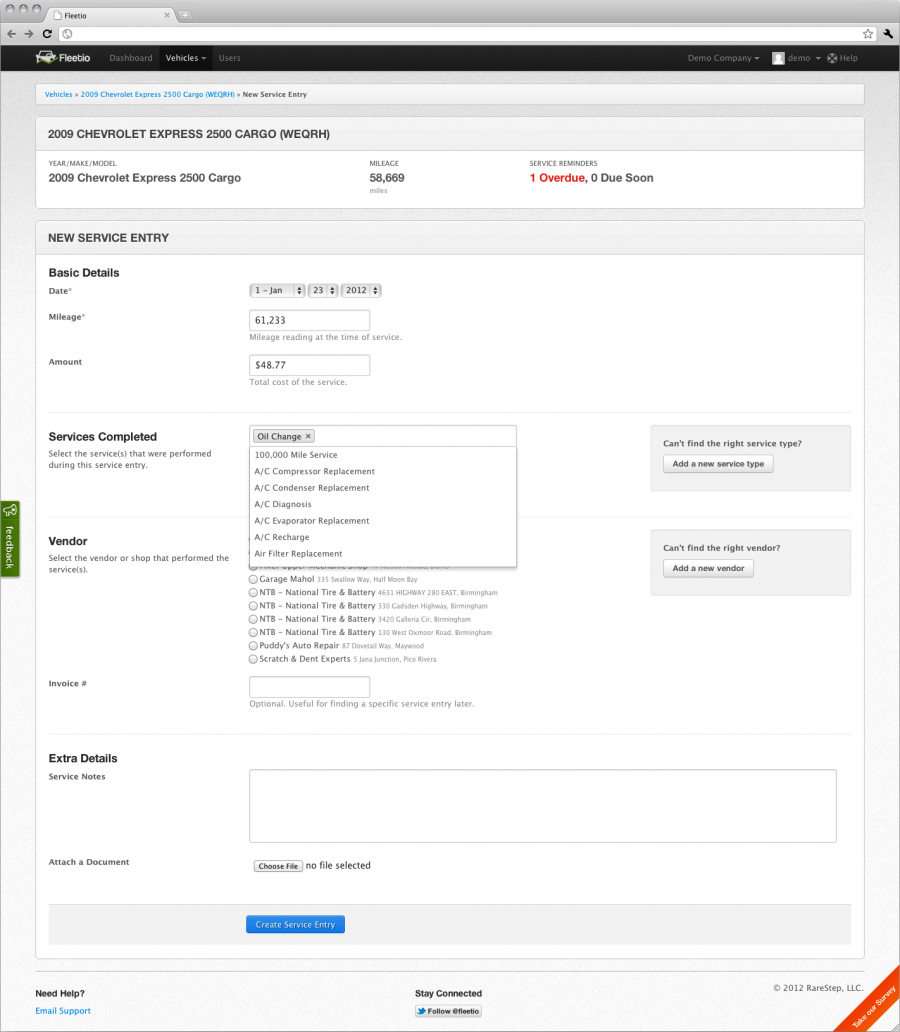 Fleetio
Fleetio Dashboard Vehicles Users Demo Company demo Help
Vehicles » 2009 Chevrolet Express 2500 Cargo (WEQRH) » New Service Entry
2009 CHEVROLET EXPRESS 2500 CARGO (WEQRH)
YEAR/MAKE/MODEL MILEAGE SERVICE REMINDERS
2009 Chevrolet Express 2500 Cargo 58,669 1 Overdue, 0 Due Soon
miles
NEW SERVICE ENTRY
Basic Details
Date* 1 - Jan 23 2012
Mileage* 61,233
Mileage reading at the time of service.
Amount $48.77
Total cost of the service.
Services Completed Oil Change × Can't find the right service type?
Select the service(s) that were performed
during this service entry.
Add a new service type
100,000 Mile Service
A/C Compressor Replacement
A/C Condenser Replacement
A/C Diagnosis
A/C Evaporator Replacement
A/C Recharge
Air Filter Replacement
Vendor Can't find the right vendor?
Select the vendor or shop that performed the
service(s).
Add a new vendor
Garage Mahol 335 Swallow Way, Half Moon Bay
NTB - National Tire & Battery 4631 HIGHWAY 280 EAST, Birmingham
NTB - National Tire & Battery 330 Gadsden Highway, Birmingham
NTB - National Tire & Battery 3420 Galleria Cir, Birmingham
NTB - National Tire & Battery 130 West Oxmoor Road, Birmingham
Puddy's Auto Repair 87 Dovetail Way, Maywood
Scratch & Dent Experts 5 Jana Junction, Pico Rivera
Invoice #
Optional. Useful for finding a specific service entry later.
Extra Details
Service Notes
Attach a Document Choose File no file selected
Create Service Entry
feedback
Need Help? Stay Connected © 2012 RareStep, LLC.
Email Support Follow @fleetio
Take our Survey